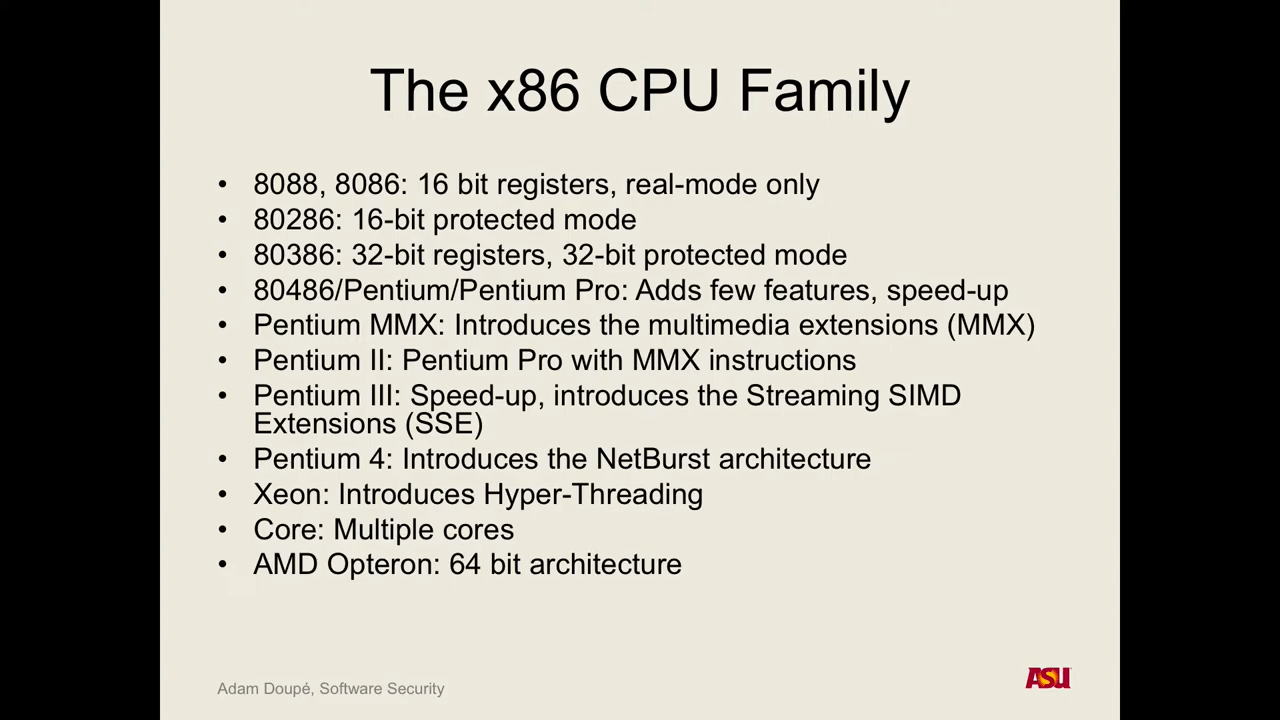 The x86 CPU Family
• 8088, 8086: 16 bit registers, real-mode only
• 80286: 16-bit protected mode
• 80386: 32-bit registers, 32-bit protected mode
• 80486/Pentium/Pentium Pro: Adds few features, speed-up
• Pentium MMX: Introduces the multimedia extensions (MMX)
• Pentium II: Pentium Pro with MMX instructions
• Pentium III: Speed-up, introduces the Streaming SIMD
Extensions (SSE)
• Pentium 4: Introduces the NetBurst architecture
• Xeon: Introduces Hyper-Threading
• Core: Multiple cores
• AMD Opteron: 64 bit architecture
Adam Doupé, Software Security
ASU